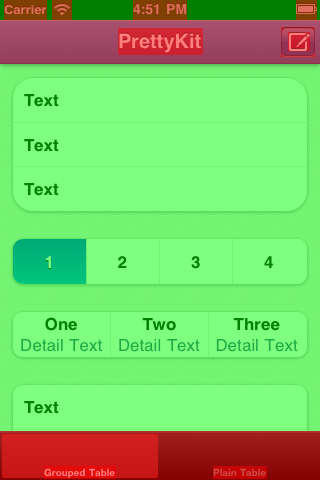 Carrier 4:51 PM
PrettyKit
Text
Text
Text
1 2 3 4
One Two Three
Detail Text Detail Text Detail Text
Text
Grouped Table Plain Table